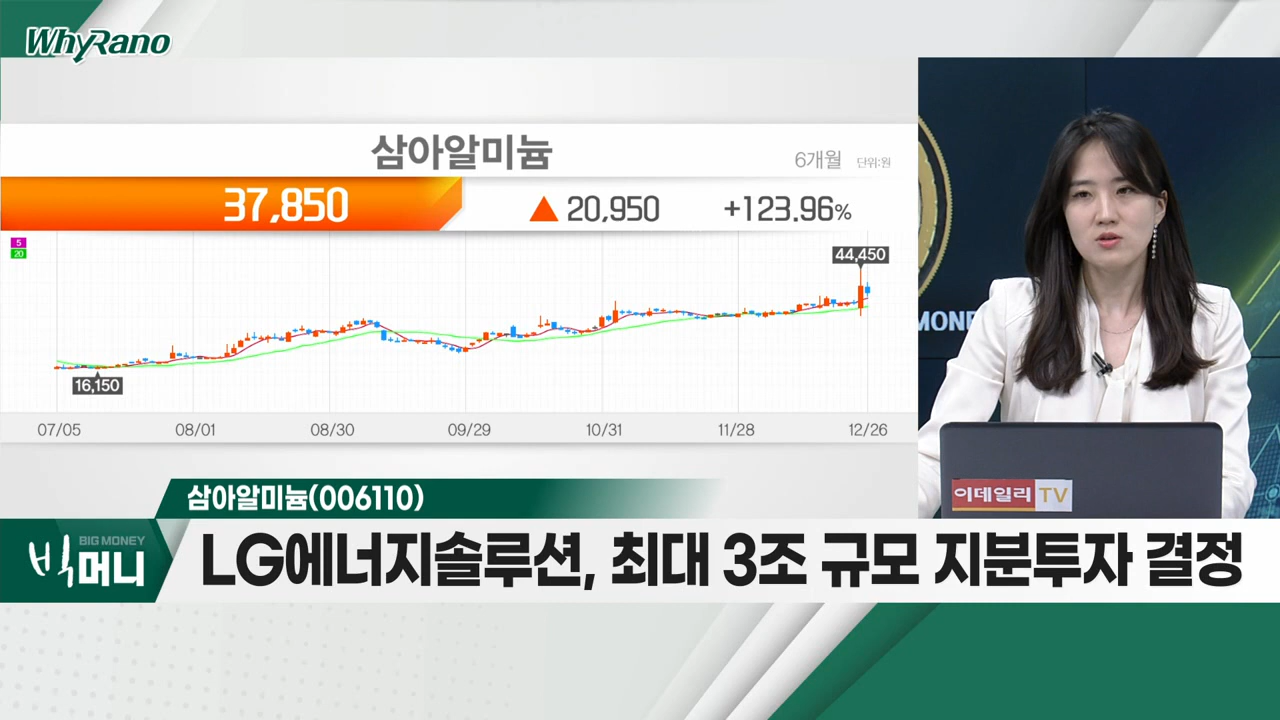 WhyRano
삼아알미늄
6개월 단위:원
37,850 ▲ 20,950 +123.96%
5
20
44,450
16,150
07/05 08/01 08/30 09/29 10/31 11/28 12/26
MONE
이데일리 TV
삼아알미늄(006110)
BIG MONEY
빅머니
LG에너지솔루션, 최대 3조 규모 지분투자 결정